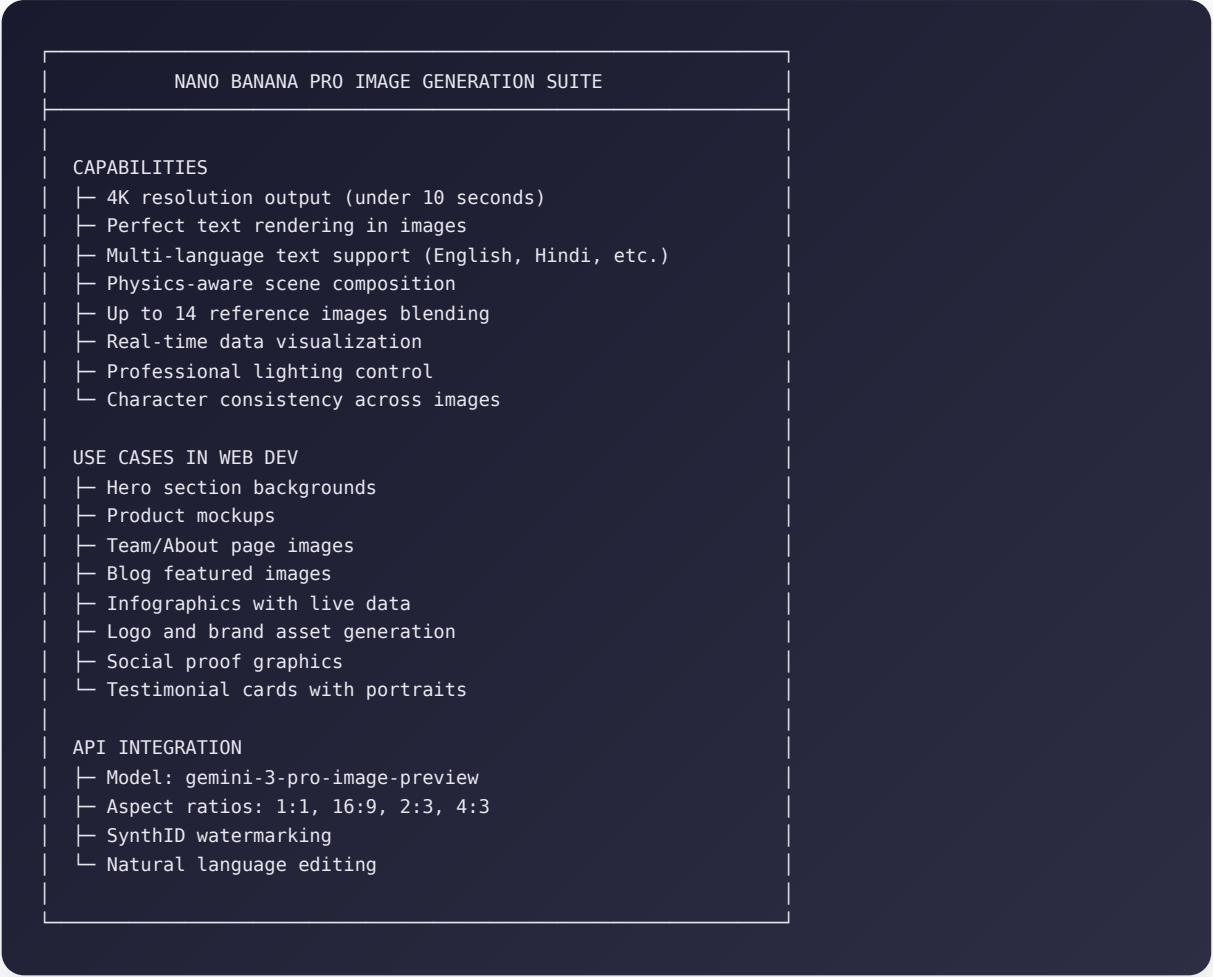 NANO BANANA PRO IMAGE GENERATION SUITE
CAPABILITIES
├─ 4K resolution output (under 10 seconds)
├─ Perfect text rendering in images
├─ Multi-language text support (English, Hindi, etc.)
├─ Physics-aware scene composition
├─ Up to 14 reference images blending
├─ Real-time data visualization
├─ Professional lighting control
└─ Character consistency across images
USE CASES IN WEB DEV
├─ Hero section backgrounds
├─ Product mockups
├─ Team/About page images
├─ Blog featured images
├─ Infographics with live data
├─ Logo and brand asset generation
├─ Social proof graphics
└─ Testimonial cards with portraits
API INTEGRATION
├─ Model: gemini-3-pro-image-preview
├─ Aspect ratios: 1:1, 16:9, 2:3, 4:3
├─ SynthID watermarking
└─ Natural language editing